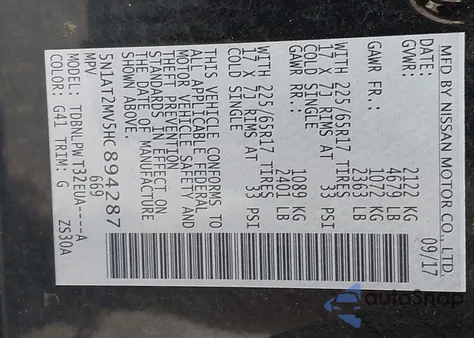 MFD BY NISSAN MOTOR CO., LTD.
DATE: 09/17
GVWR: 2122 KG
4679 LB
GAWR FR.: 1072 KG
2363 LB
WITH 225/65R17 TIRES
17 X 7J RIMS AT 33 PSI
COLD SINGLE
GAWR RR.: 1089 KG
2401 LB
WITH 225/65R17 TIRES
17 X 7J RIMS AT 33 PSI
COLD SINGLE
THIS VEHICLE CONFORMS TO
ALL APPLICABLE FEDERAL
MOTOR VEHICLE SAFETY AND
THEFT PREVENTION
STANDARDS IN EFFECT ON
THE DATE OF MANUFACTURE
SHOWN ABOVE.
5N1AT2MV5HC894287
MPV 669
MODEL: TDBNLPWT32EUA----A
COLOR: G41 TRIM: G ZS30A
autoSnap